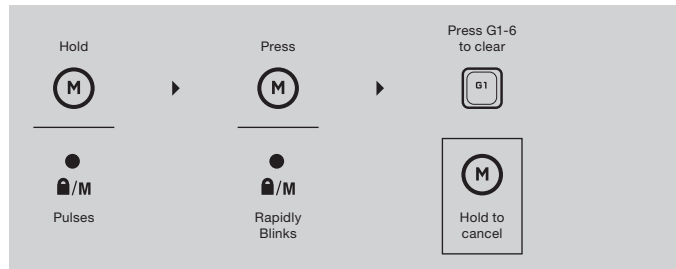 Hold
M
/M
Pulses
Press
M
/M
Rapidly
Blinks
Press G1-6
to clear
G1
M
Hold to
cancel